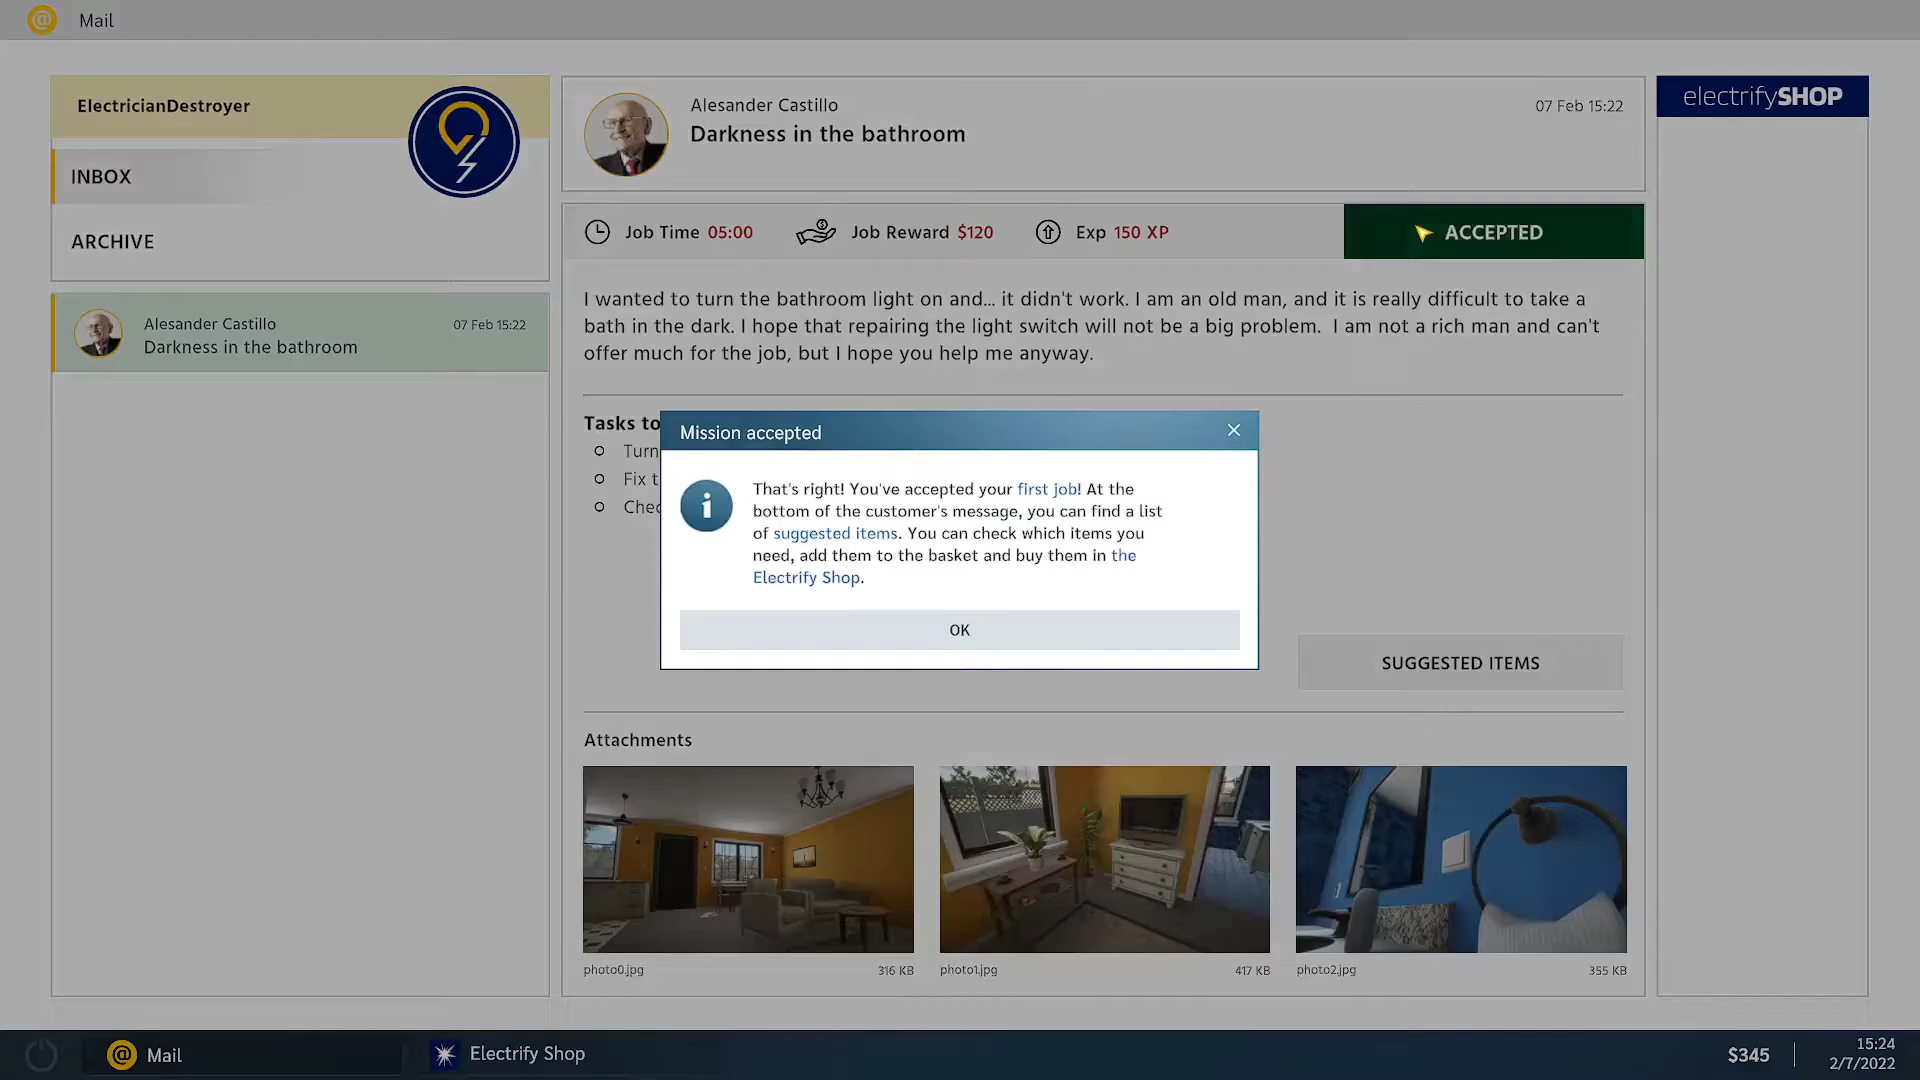 Mail
ElectricianDestroyer
INBOX
ARCHIVE
Alesander Castillo
07 Feb 15:22
Darkness in the bathroom
Alesander Castillo
07 Feb 15:22
Darkness in the bathroom
Job Time 05:00
Job Reward $120
Exp 150 XP
ACCEPTED
I wanted to turn the bathroom light on and... it didn't work. I am an old man, and it is really difficult to take a
bath in the dark. I hope that repairing the light switch will not be a big problem. I am not a rich man and can't
offer much for the job, but I hope you help me anyway.
Tasks to
Turn
Fix t
Chec
Mission accepted
That's right! You've accepted your first job! At the
bottom of the customer's message, you can find a list
of suggested items. You can check which items you
need, add them to the basket and buy them in the
Electrify Shop.
OK
SUGGESTED ITEMS
Attachments
photo0.jpg
316 KB
photo1.jpg
417 KB
photo2.jpg
355 KB
electrifySHOP
Mail
Electrify Shop
$345
15:24
2/7/2022